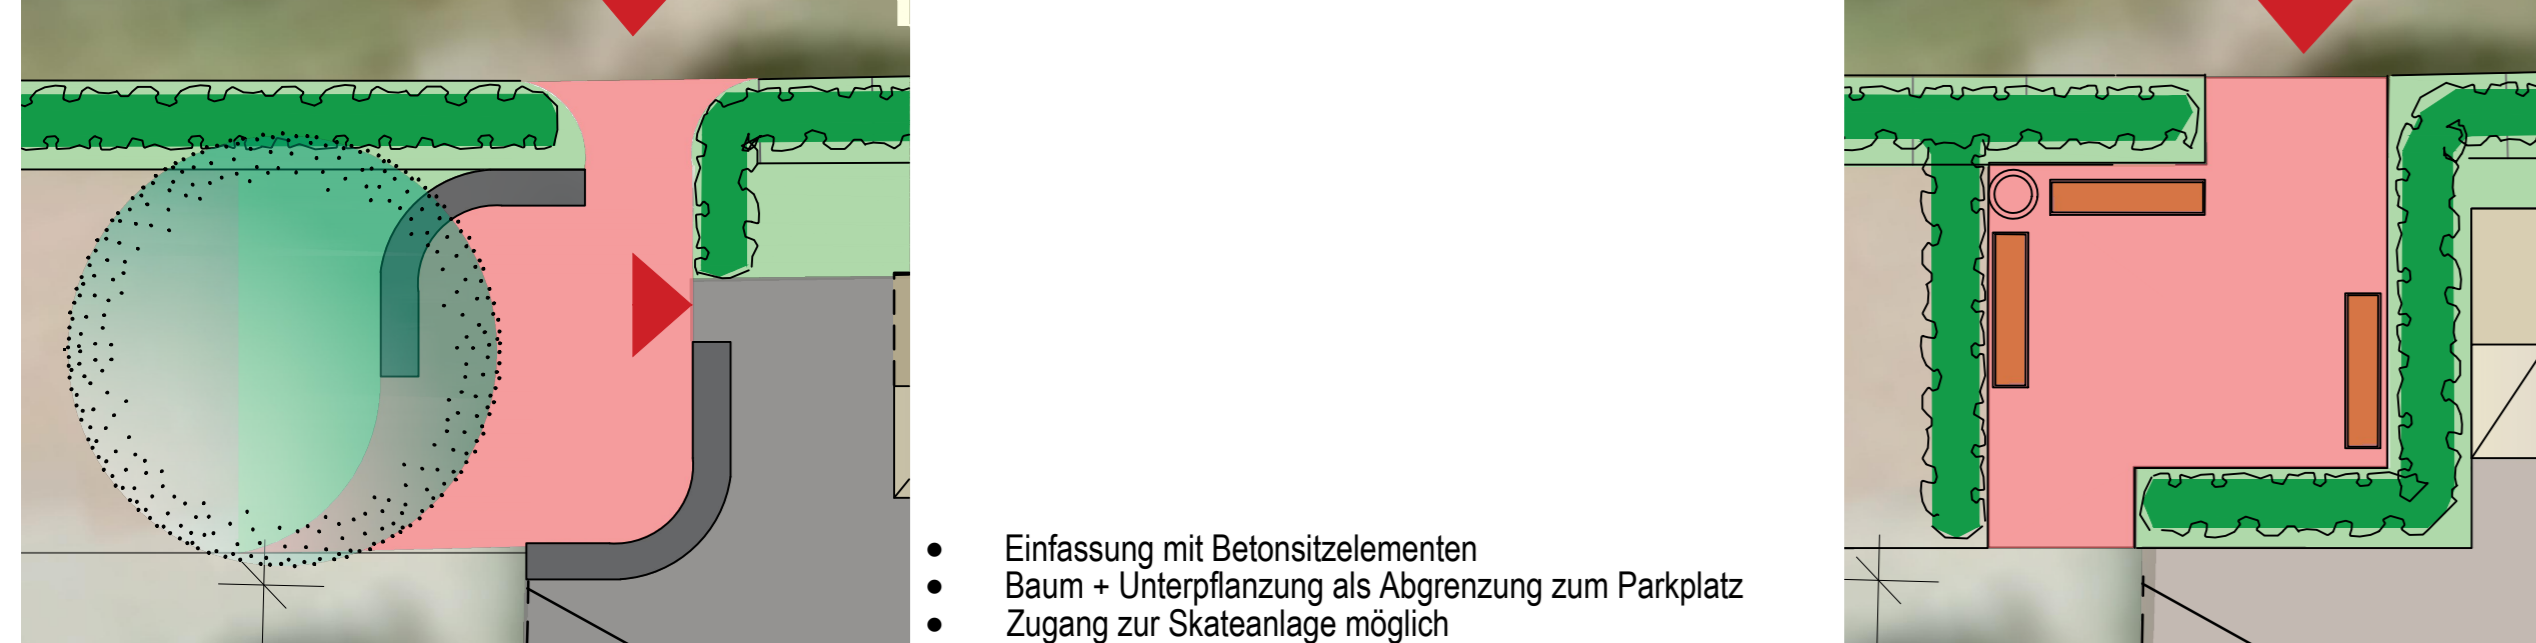 ● Einfassung mit Betonsitzelementen
● Baum + Unterpflanzung als Abgrenzung zum Parkplatz
● Zugang zur Skateanlage möglich